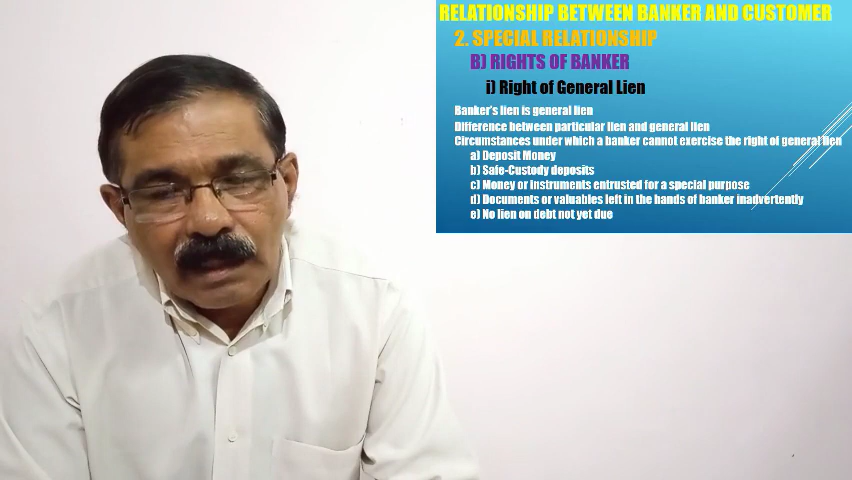 RELATIONSHIP BETWEEN BANKER AND CUSTOMER
2. SPECIAL RELATIONSHIP
B) RIGHTS OF BANKER
i) Right of General Lien
Banker's lien is general lien
Difference between particular lien and general lien
Circumstances under which a banker cannot exercise the right of general lien
a) Deposit Money
b) Safe-Custody deposits
c) Money or Instruments entrusted for a special purpose
d) Documents or valuables left in the hands of banker inadvertently
e) No lien on debt not yet due